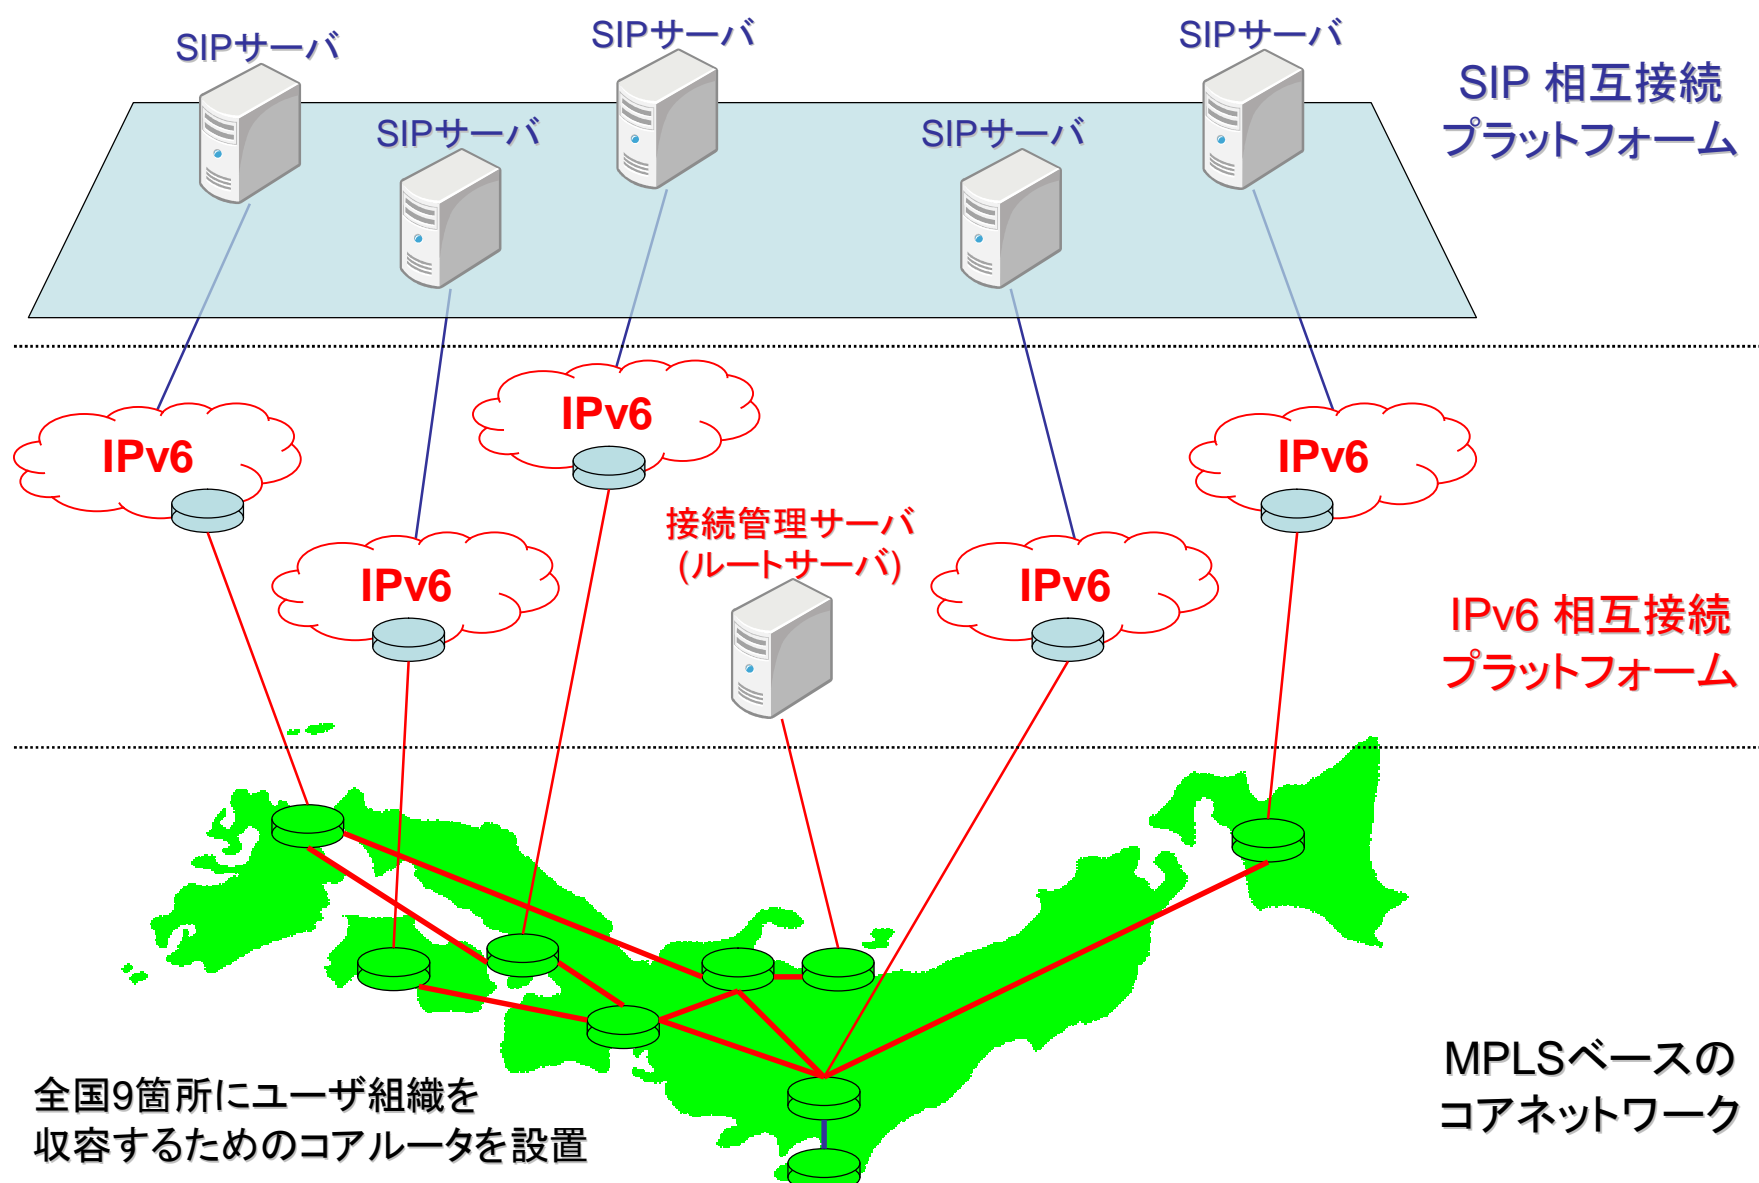 SIPサーバ
SIPサーバ
SIPサーバ
SIPサーバ
SIPサーバ
SIP 相互接続
プラットフォーム
IPv6
IPv6
IPv6
IPv6
IPv6
接続管理サーバ
(ルートサーバ)
IPv6 相互接続
プラットフォーム
MPLSベースの
コアネットワーク
全国9箇所にユーザ組織を
収容するためのコアルータを設置